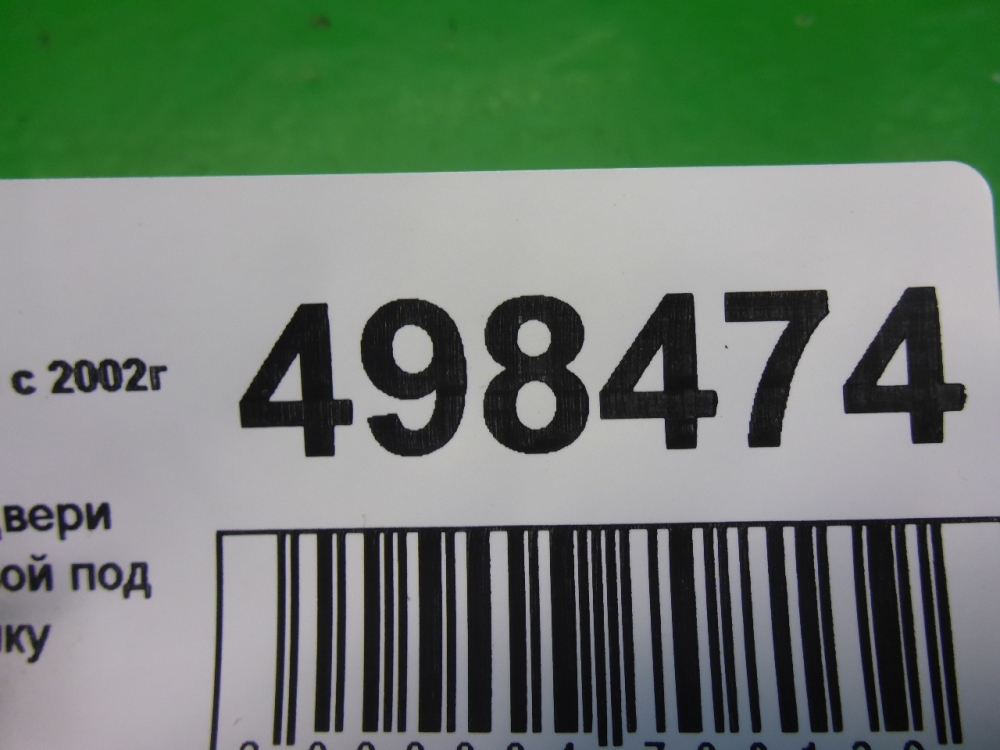 с 2002г
498474
двери
ой под
ку